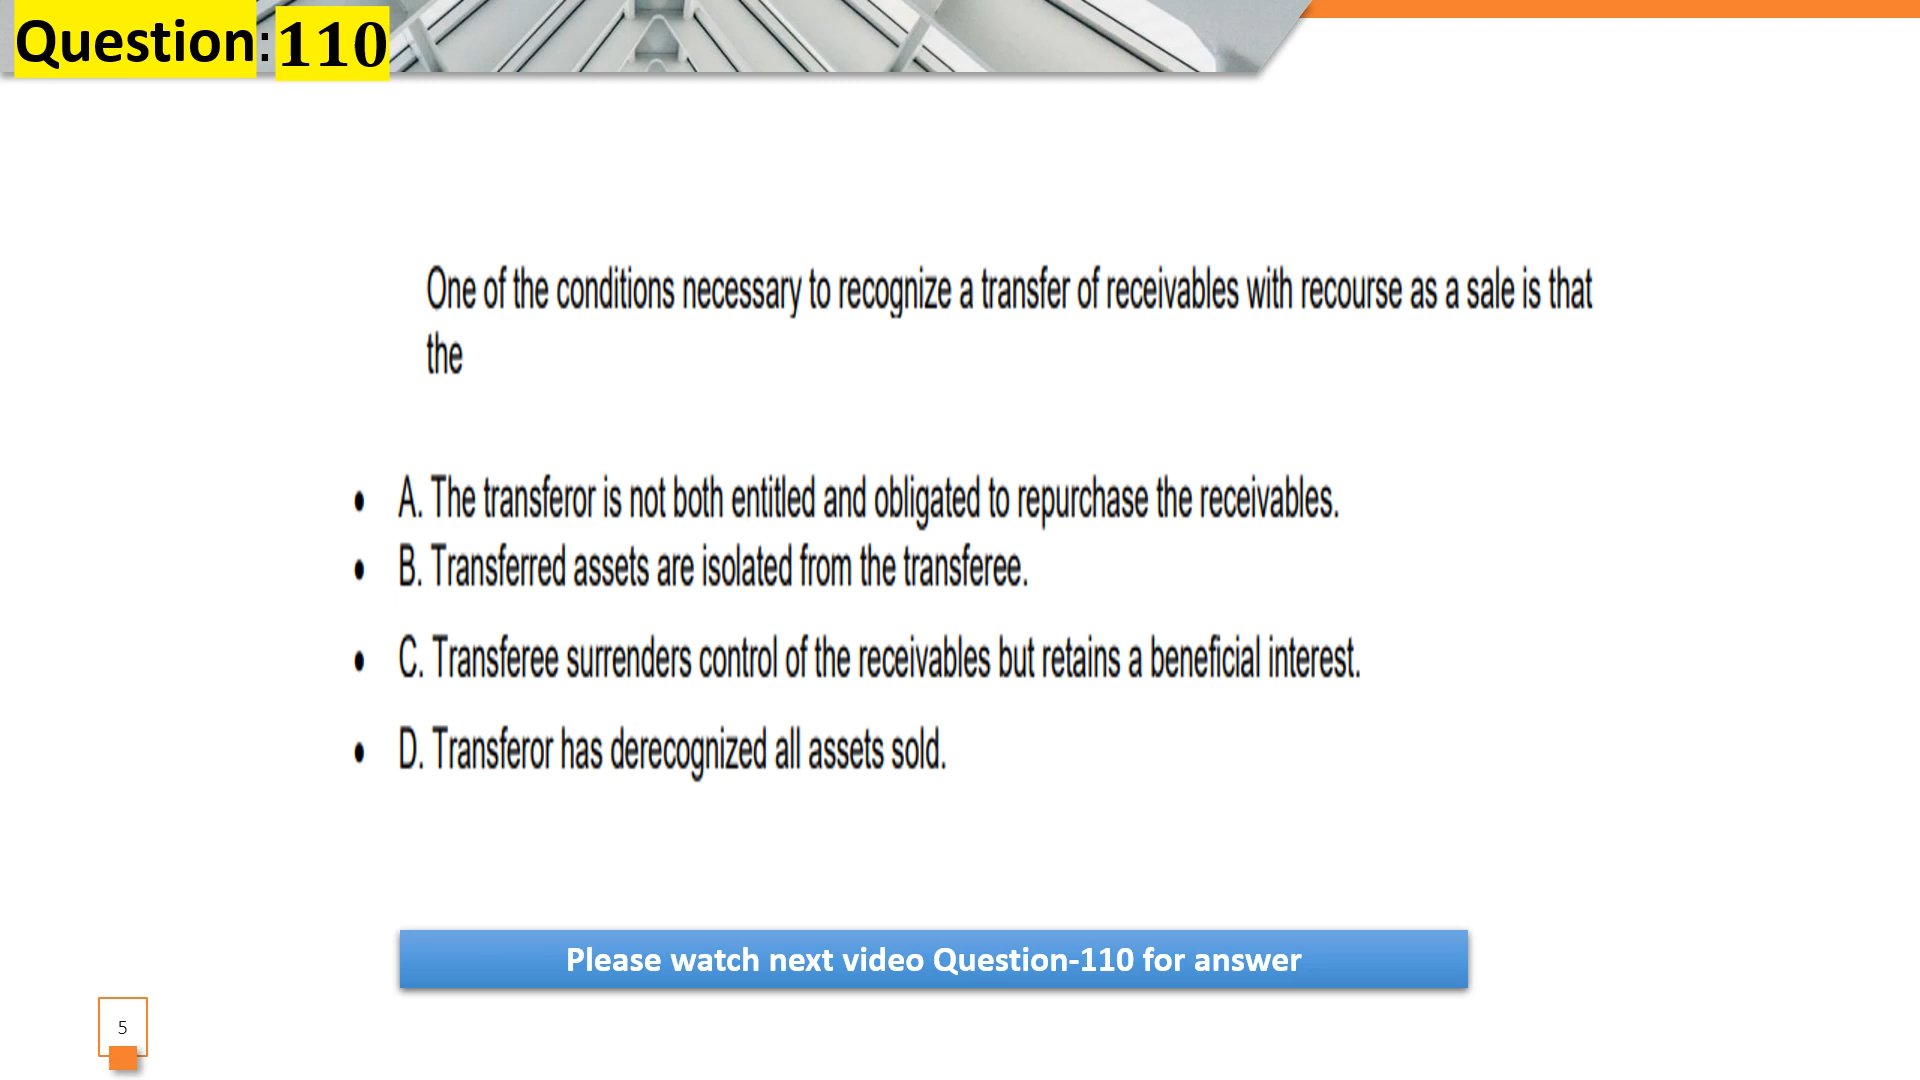 Question:110
One of the conditions necessary to recognize a transfer of receivables with recourse as a sale is that
the
• A. The transferor is not both entitled and obligated to repurchase the receivables.
• B. Transferred assets are isolated from the transferee.
• C. Transferee surrenders control of the receivables but retains a beneficial interest.
• D. Transferor has derecognized all assets sold.
Please watch next video Question-110 for answer
5